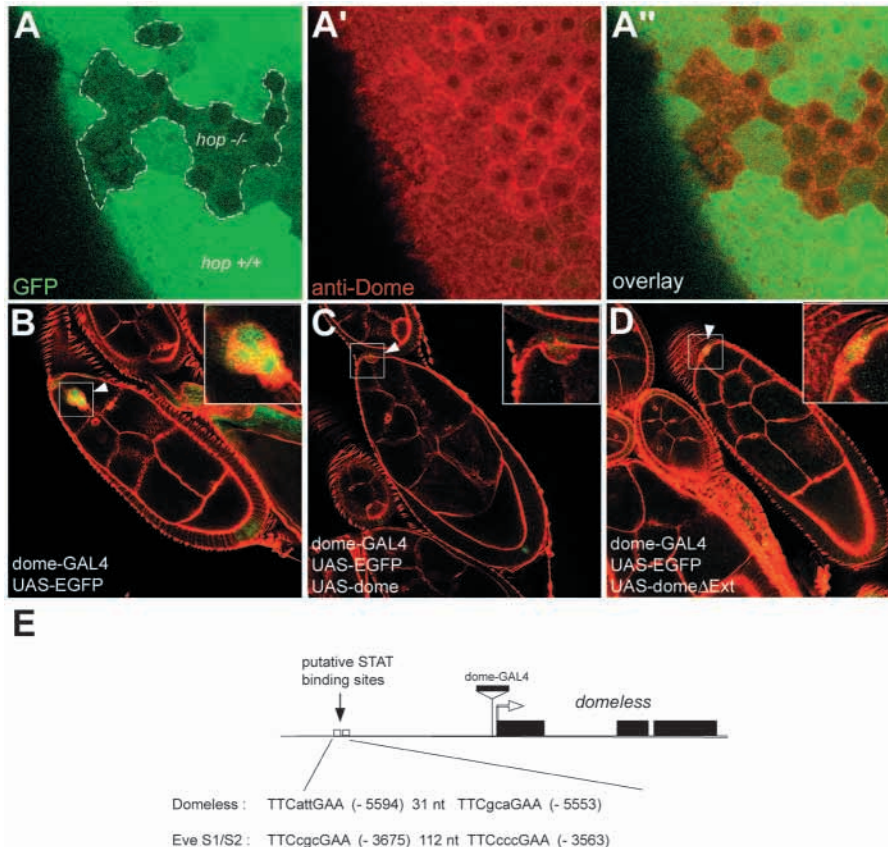 A
hop -/-
hop +/+
GFP
A'
anti-Dome
A"
overlay
B
dome-GAL4
UAS-EGFP
C
dome-GAL4
UAS-EGFP
UAS-dome
D
dome-GAL4
UAS-EGFP
UAS-domeΔExt
E
putative STAT
binding sites
dome-GAL4
domeless
Domeless : TTCattGAA (- 5594) 31 nt TTCgcaGAA (- 5553)
Eve S1/S2 : TTCcgcGAA (- 3675) 112 nt TTCcccGAA (- 3563)